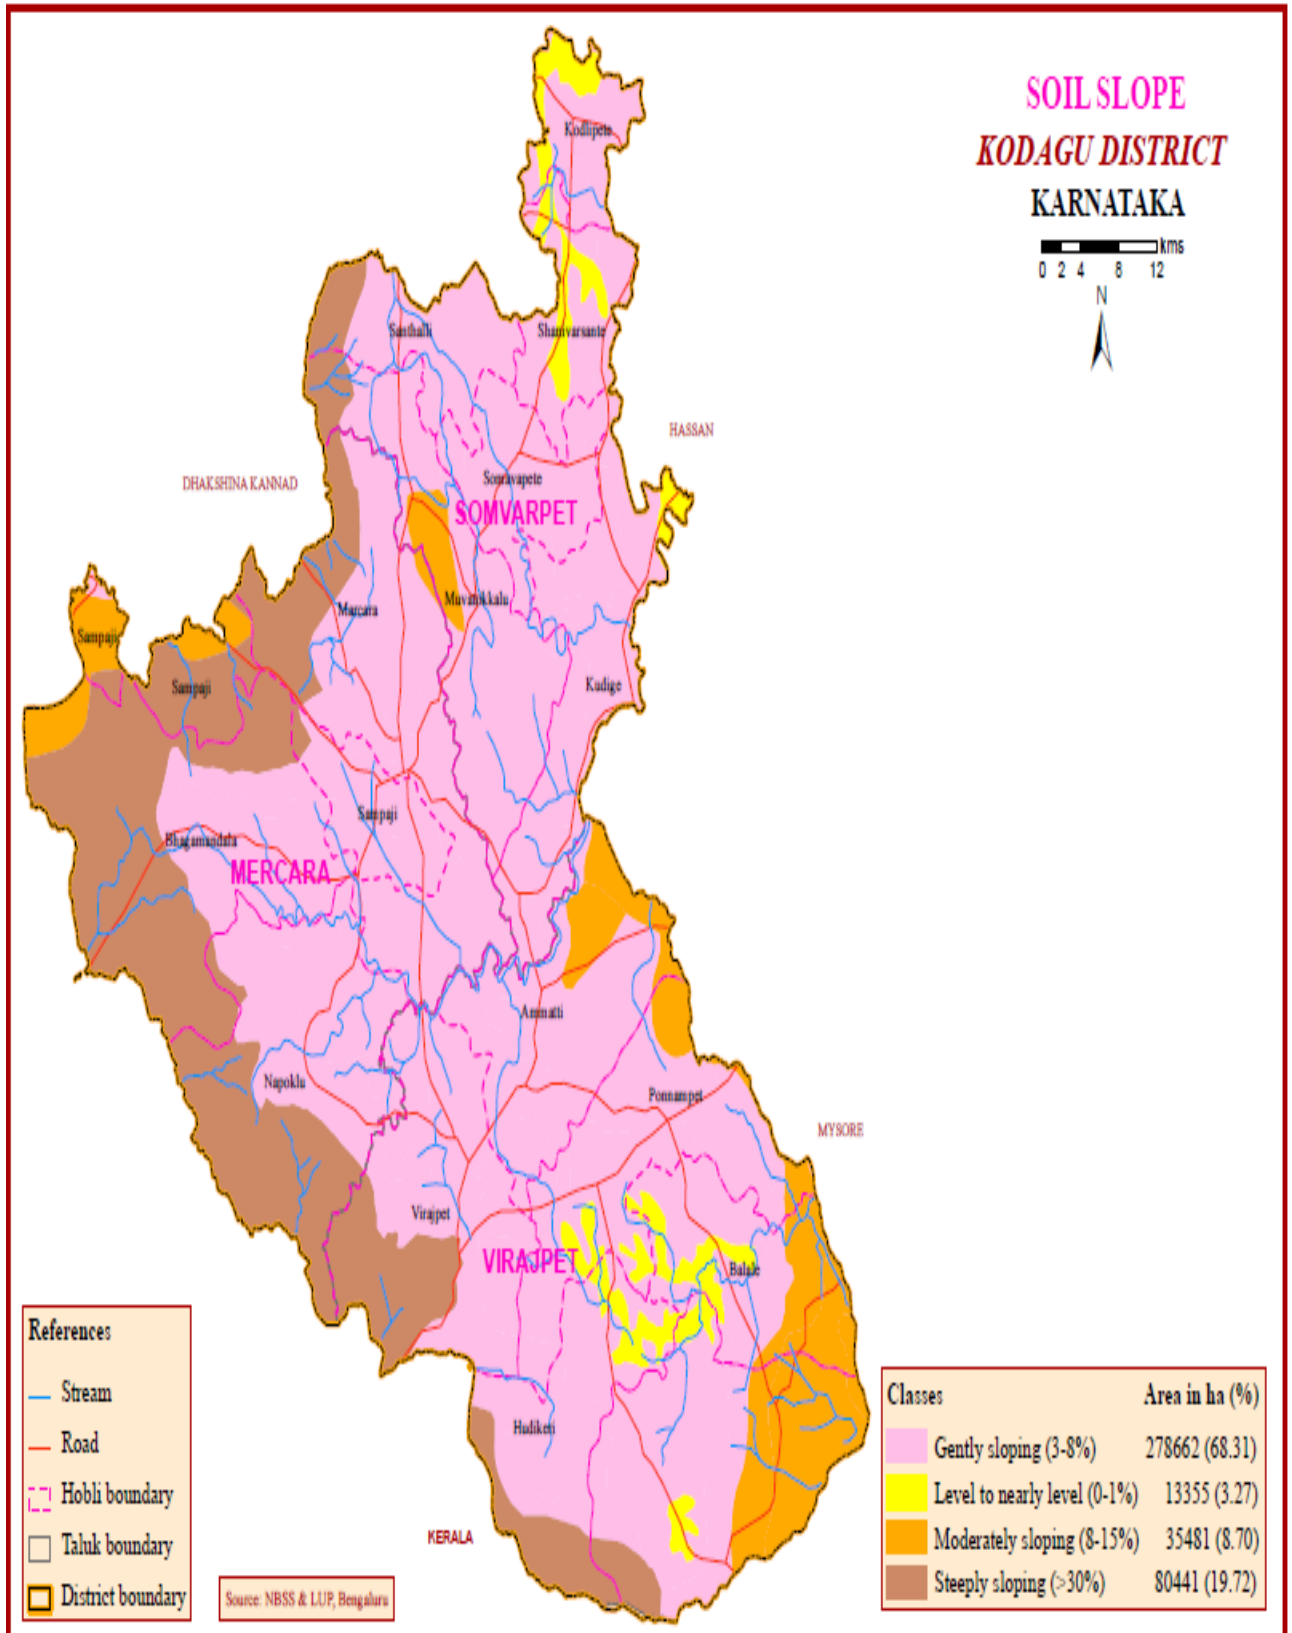 SOIL SLOPE
KODAGU DISTRICT
KARNATAKA
kms
0 2 4 8 12
N
Kodlipete
Santhalli
Shanivarsante
HASSAN
DHAKSHINA KANNAD
Somvapete
SOMVARPET
Marcara
Muvattikkalu
Sampaji
Sampaji
Kudige
Sampaji
Bhagamandala
MERCARA
Ammatti
Napoklu
Ponnampet
MYSORE
Virajpet
VIRAJPET
Balale
Hudikeri
KERALA
References
Stream
Road
Hobli boundary
Taluk boundary
District boundary
Source: NBSS & LUP, Bengaluru
Classes Area in ha (%)
Gently sloping (3-8%) 278662 (68.31)
Level to nearly level (0-1%) 13355 (3.27)
Moderately sloping (8-15%) 35481 (8.70)
Steeply sloping (>30%) 80441 (19.72)